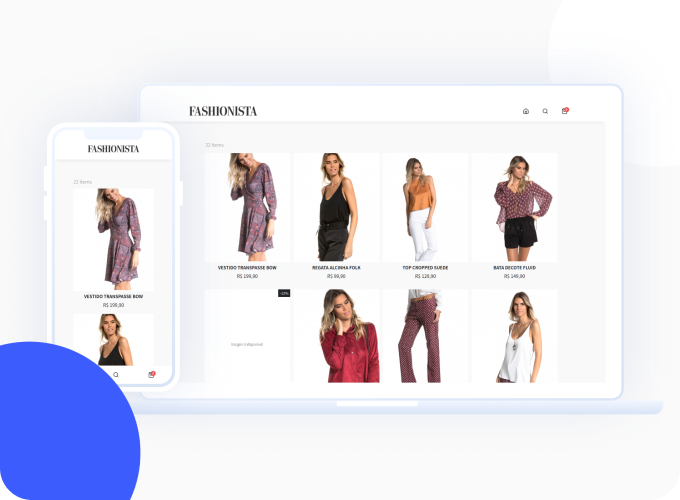 FASHIONISTA
22 Items
VESTIDO TRANSPASSE BOW
R$ 199,90
REGATA ALCINHA FOLK
R$ 99,90
TOP CROPPED SUEDE
R$ 129,90
BATA DECOTE FLUID
R$ 149,90
-12%
Imagem Indisponível
FASHIONISTA
22 Items
VESTIDO TRANSPASSE BOW
R$ 199,90